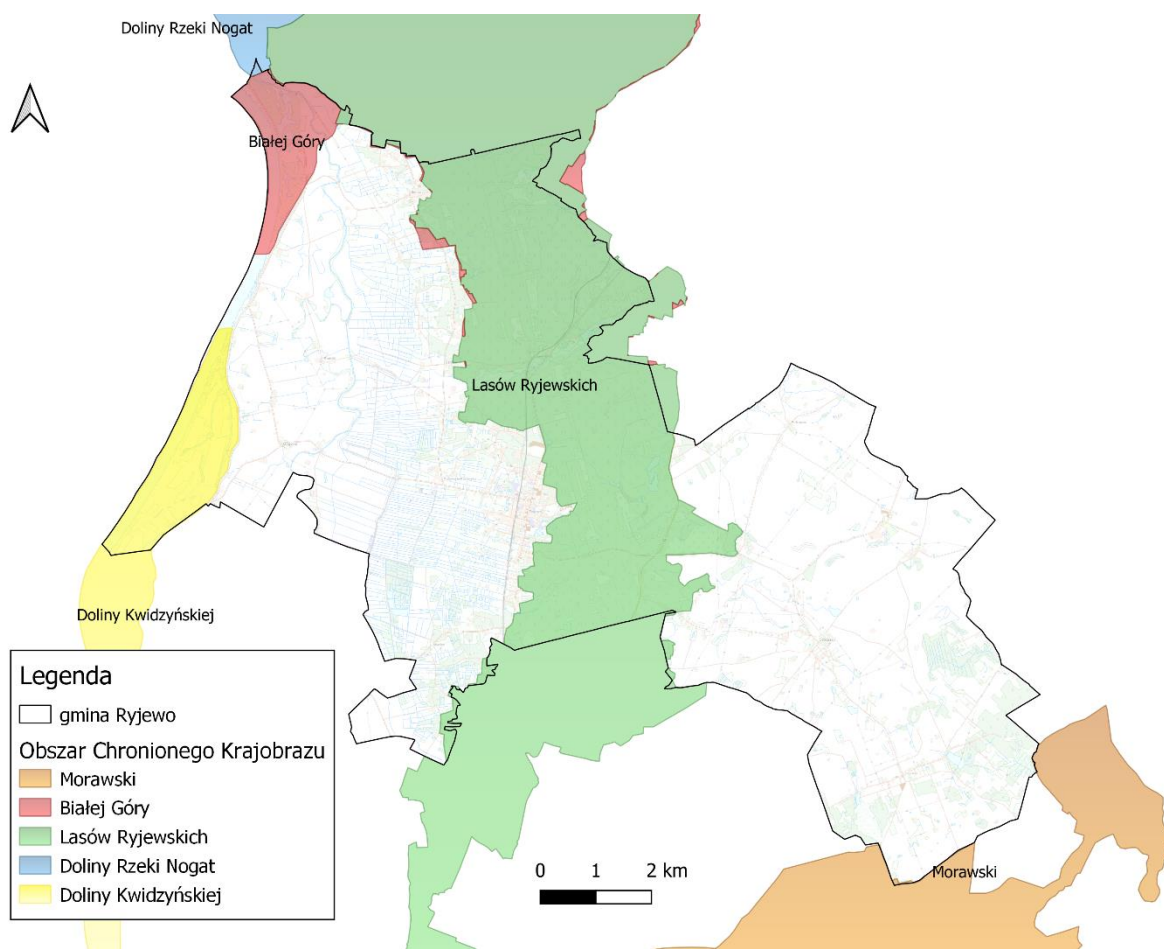 Doliny Rzeki Nogat
Białej Góry
Lasów Ryjewskich
Doliny Kwidzyńskiej
Morawski
Legenda
gmina Ryjewo
Obszar Chronionego Krajobrazu
Morawski
Białej Góry
Lasów Ryjewskich
Doliny Rzeki Nogat
Doliny Kwidzyńskiej
0 1 2 km